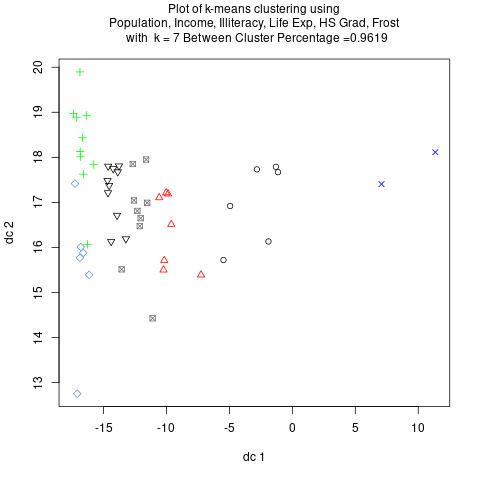 Plot of k-means clustering using
Population, Income, Illiteracy, Life Exp, HS Grad, Frost
with k = 7 Between Cluster Percentage =0.9619
20
19
18
17
16
15
14
13
dc 2
-15 -10 -5 0 5 10
dc 1